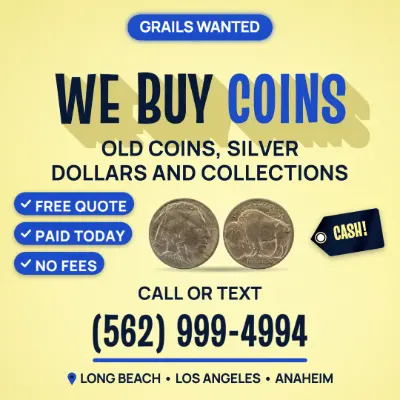 GRAILS WANTED
WE BUY COINS
OLD COINS, SILVER
DOLLARS AND COLLECTIONS
FREE QUOTE
PAID TODAY
NO FEES
CASH!
CALL OR TEXT
(562) 999-4994
LONG BEACH • LOS ANGELES • ANAHEIM